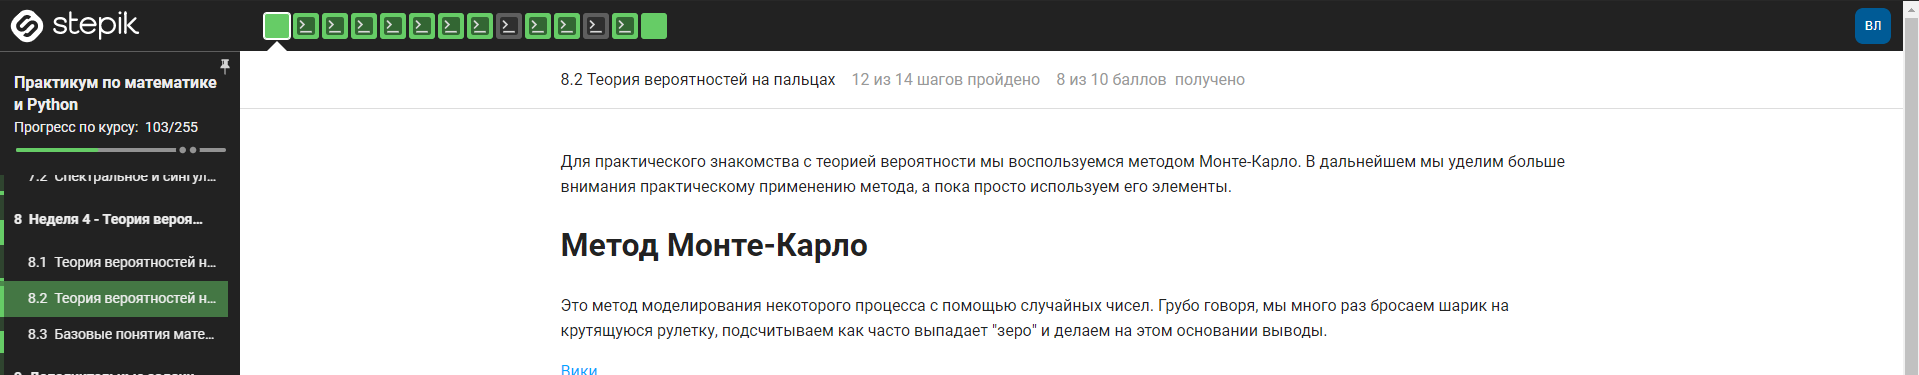 stepik
ВЛ
Практикум по математике
и Python
Прогресс по курсу: 103/255
7.2 Спектральное и сингул...
8 Неделя 4 - Теория вероя...
8.1 Теория вероятностей н...
8.2 Теория вероятностей н...
8.3 Базовые понятия мате...
8.2 Теория вероятностей на пальцах 12 из 14 шагов пройдено 8 из 10 баллов получено
Для практического знакомства с теорией вероятности мы воспользуемся методом Монте-Карло. В дальнейшем мы уделим больше
внимания практическому применению метода, а пока просто используем его элементы.
Метод Монте-Карло
Это метод моделирования некоторого процесса с помощью случайных чисел. Грубо говоря, мы много раз бросаем шарик на
крутящуюся рулетку, подсчитываем как часто выпадает "зеро" и делаем на этом основании выводы.
Вики